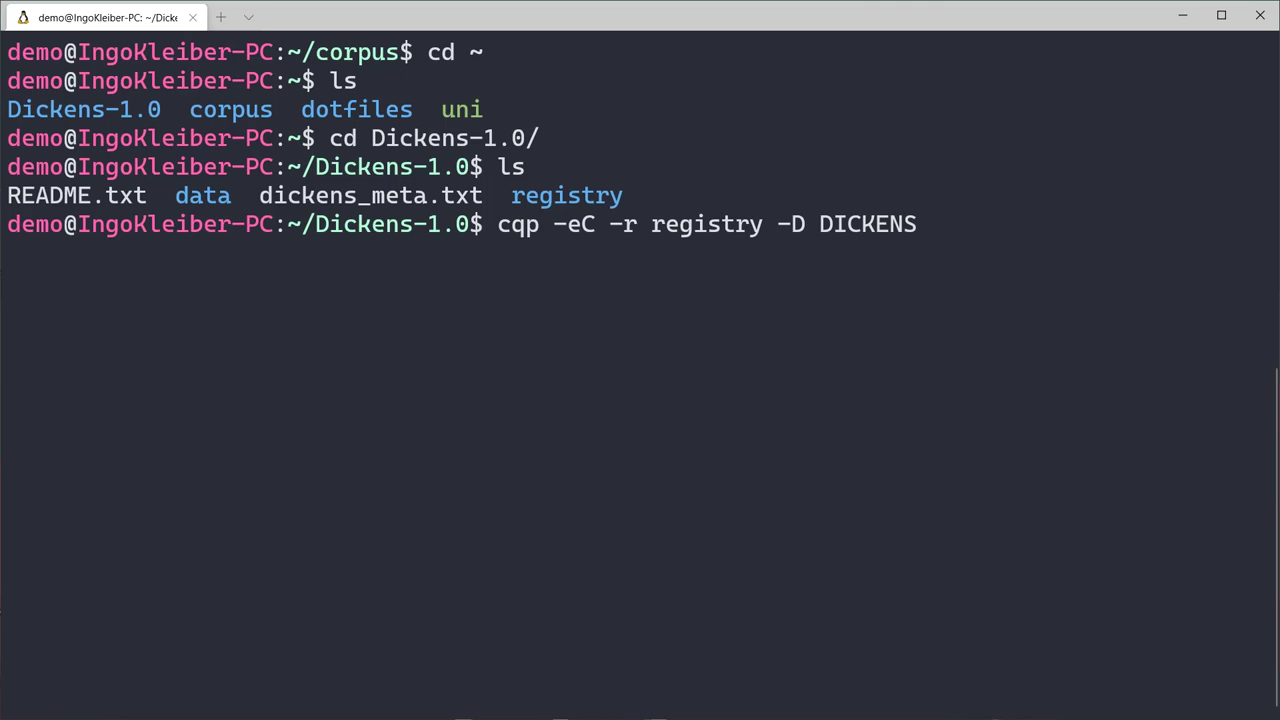 demo@IngoKleiber-PC: ~/Dicke
demo@IngoKleiber-PC:~/corpus$ cd ~
demo@IngoKleiber-PC:~$ ls
Dickens-1.0 corpus dotfiles uni
demo@IngoKleiber-PC:~$ cd Dickens-1.0/
demo@IngoKleiber-PC:~/Dickens-1.0$ ls
README.txt data dickens_meta.txt registry
demo@IngoKleiber-PC:~/Dickens-1.0$ cqp -eC -r registry -D DICKENS